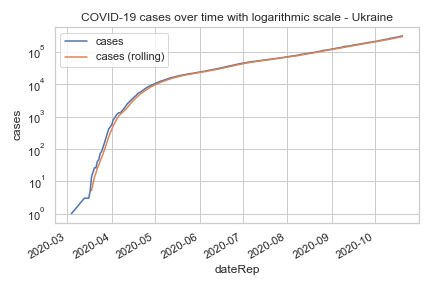 COVID-19 cases over time with logarithmic scale - Ukraine
cases
cases (rolling)
10^5
10^4
10^3
10^2
10^1
10^0
cases
2020-03
2020-04
2020-05
2020-06
2020-07
2020-08
2020-09
2020-10
dateRep